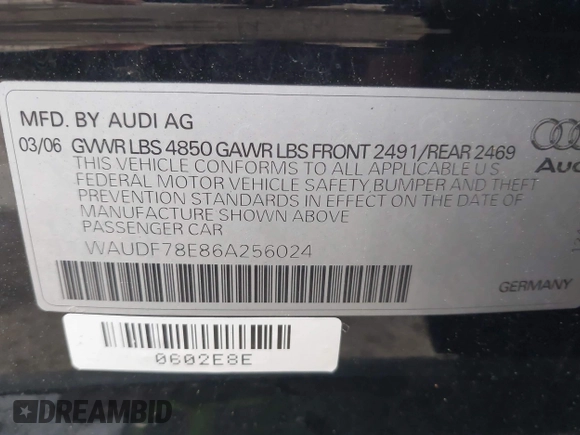 MFD. BY AUDI AG
03/06 GVWR LBS 4850 GAWR LBS FRONT 2491/REAR 2469
THIS VEHICLE CONFORMS TO ALL APPLICABLE U.S.
FEDERAL MOTOR VEHICLE SAFETY, BUMPER AND THEFT
PREVENTION STANDARDS IN EFFECT ON THE DATE OF
MANUFACTURE SHOWN ABOVE
PASSENGER CAR
WAUDF78E86A256024
Aud
GERMANY
0602E8E
DREAMBID